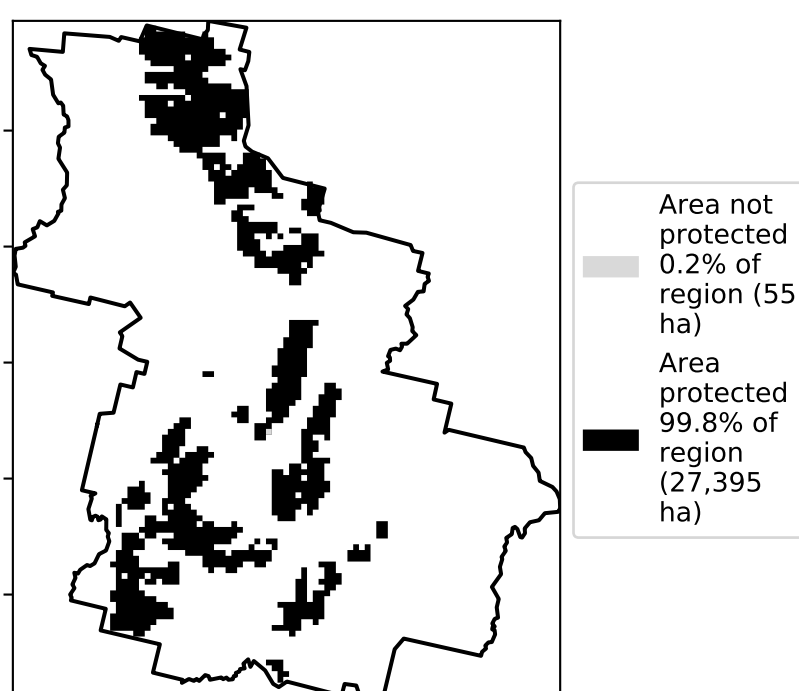 Area not
protected
0.2% of
region (55
ha)
Area
protected
99.8% of
region
(27,395
ha)